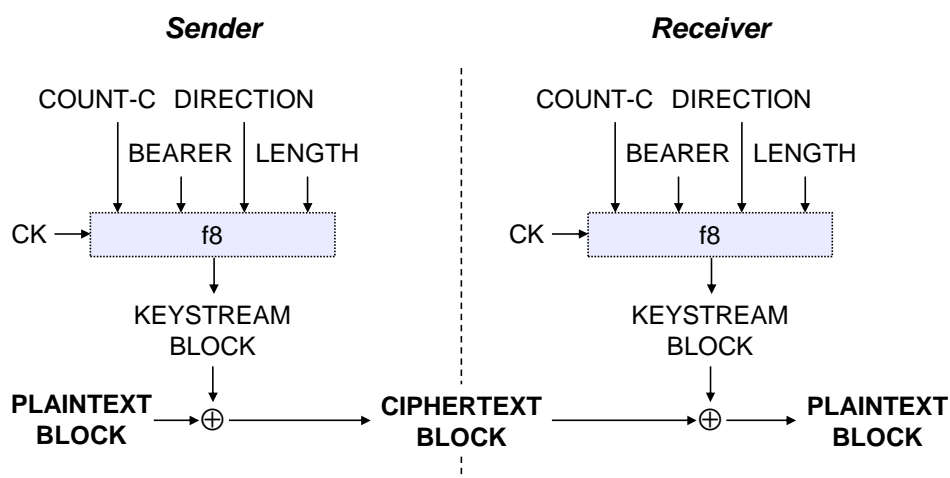 Sender Receiver
COUNT-C DIRECTION COUNT-C DIRECTION
BEARER LENGTH BEARER LENGTH
CK f8 CK f8
KEYSTREAM KEYSTREAM
BLOCK BLOCK
PLAINTEXT CIPHERTEXT PLAINTEXT
BLOCK BLOCK BLOCK